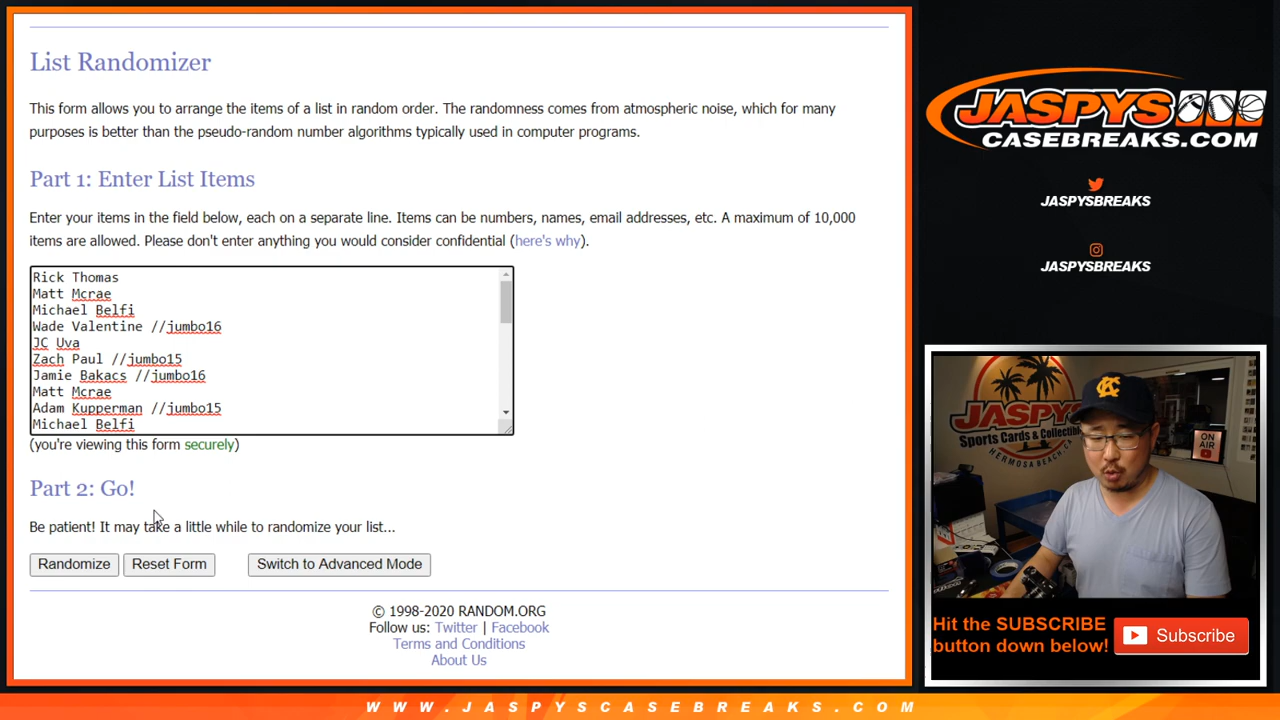 List Randomizer
This form allows you to arrange the items of a list in random order. The randomness comes from atmospheric noise, which for many
purposes is better than the pseudo-random number algorithms typically used in computer programs.
Part 1: Enter List Items
Enter your items in the field below, each on a separate line. Items can be numbers, names, email addresses, etc. A maximum of 10,000
items are allowed. Please don't enter anything you would consider confidential (here's why).
Rick Thomas
Matt Mcrae
Michael Belfi
Wade Valentine //jumbo16
JC Uva
Zach Paul //jumbo15
Jamie Bakacs //jumbo16
Matt Mcrae
Adam Kupperman //jumbo15
Michael Belfi
(you're viewing this form securely)
Part 2: Go!
Be patient! It may take a little while to randomize your list...
Randomize Reset Form Switch to Advanced Mode
© 1998-2020 RANDOM.ORG
Follow us: Twitter | Facebook
Terms and Conditions
About Us
JASPYS
CASEBREAKS.COM
JASPYSBREAKS
JASPYSBREAKS
JASPYS
Sports Cards & Collectibles
HERMOSA BEACH, CA
KC
ON AIR
Hit the SUBSCRIBE
button down below!
Subscribe
WWW.JASPYSCASEBREAKS.COM